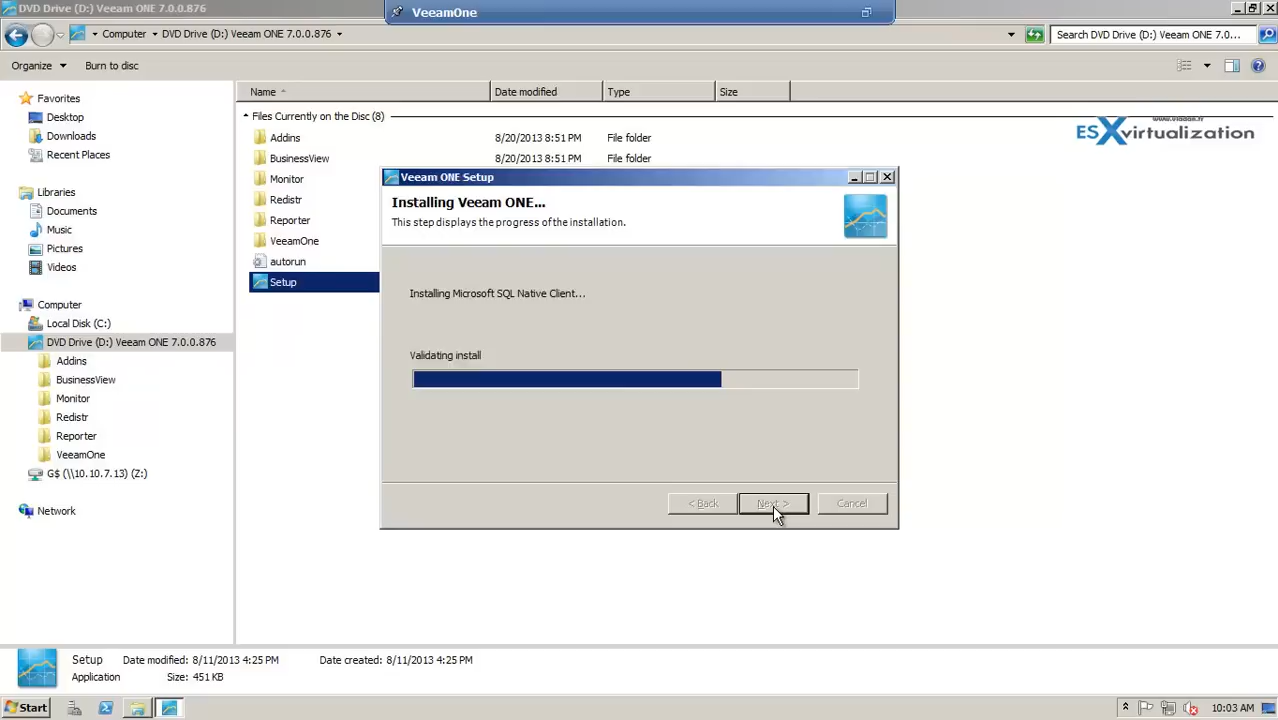 DVD Drive (D:) Veeam ONE 7.0.0.876
VeeamOne
Computer
DVD Drive (D:) Veeam ONE 7.0.0.876
Search DVD Drive (D:) Veeam ONE 7.0...
Organize
Burn to disc
Favorites
Desktop
Downloads
Recent Places
Libraries
Documents
Music
Pictures
Videos
Computer
Local Disk (C:)
DVD Drive (D:) Veeam ONE 7.0.0.876
Addins
BusinessView
Monitor
Redistr
Reporter
VeeamOne
G$ (\\10.10.7.13) (Z:)
Network
Name Date modified Type Size
Files Currently on the Disc (8)
Addins 8/20/2013 8:51 PM File folder
BusinessView 8/20/2013 8:51 PM File folder
Monitor
Redistr
Reporter
VeeamOne
autorun
Setup
ESXvirtualization
Veeam ONE Setup
Installing Veeam ONE...
This step displays the progress of the installation.
Installing Microsoft SQL Native Client...
Validating install
< Back Next > Cancel
Setup Date modified: 8/11/2013 4:25 PM Date created: 8/11/2013 4:25 PM
Application Size: 451 KB
Start
10:03 AM